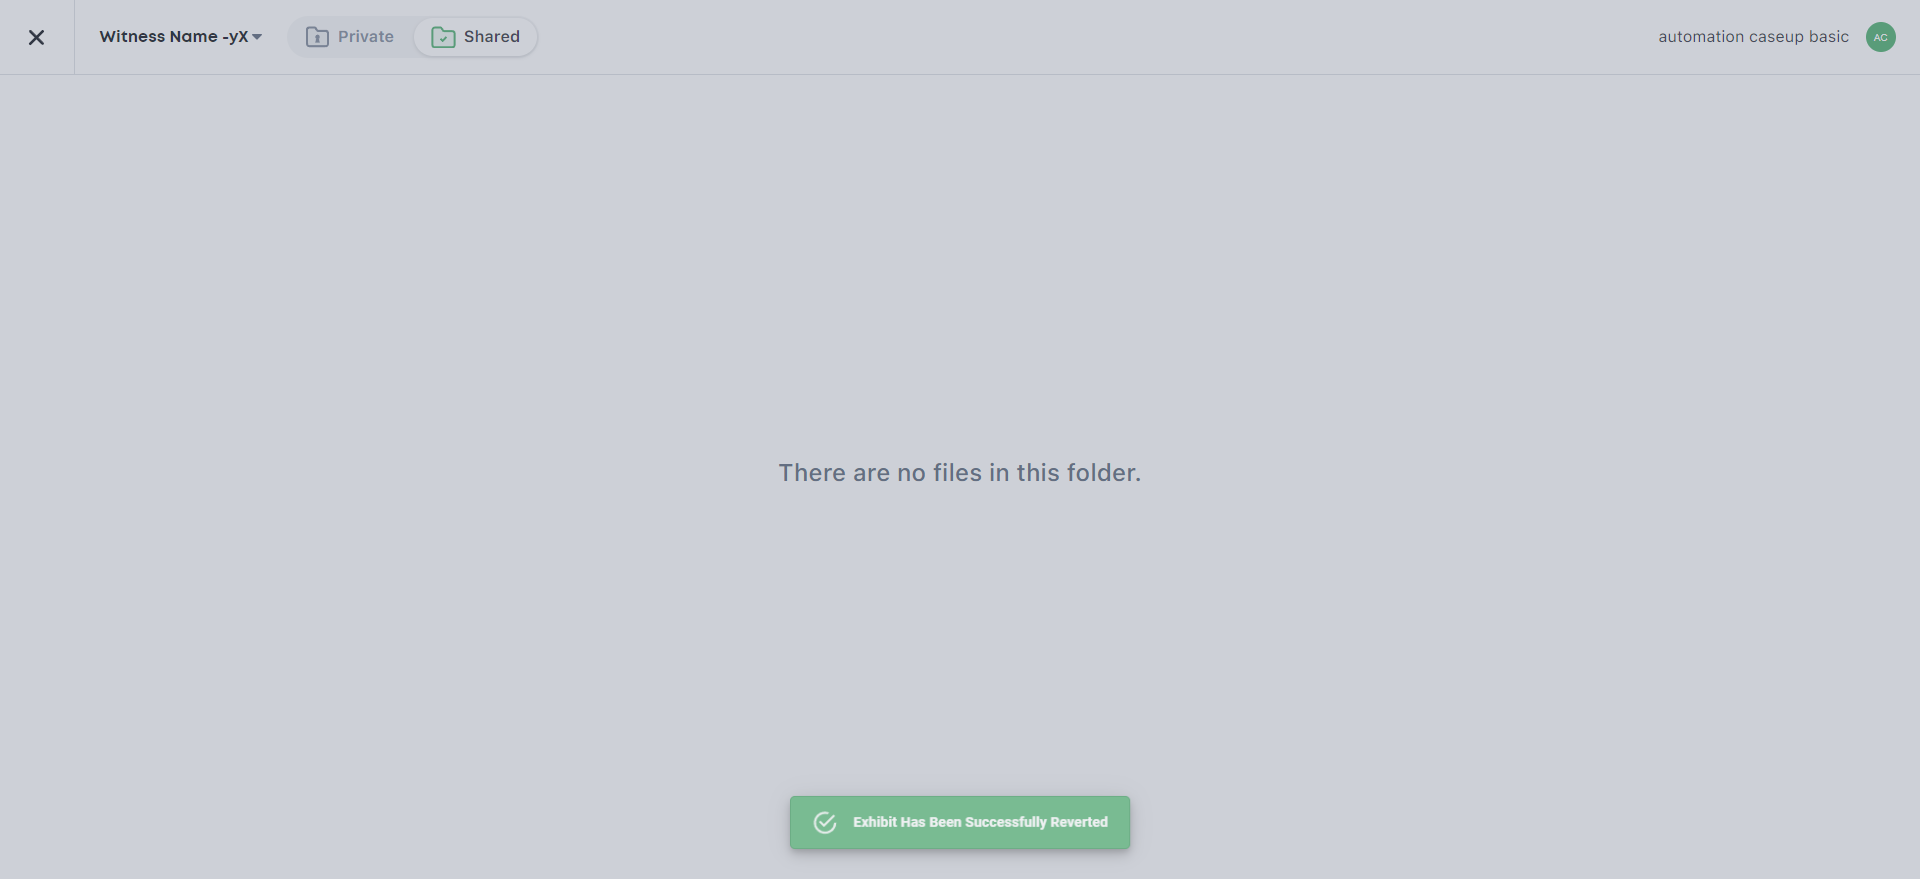 Witness Name -yX
Private
Shared
automation caseup basic
AC
There are no files in this folder.
Exhibit Has Been Successfully Reverted